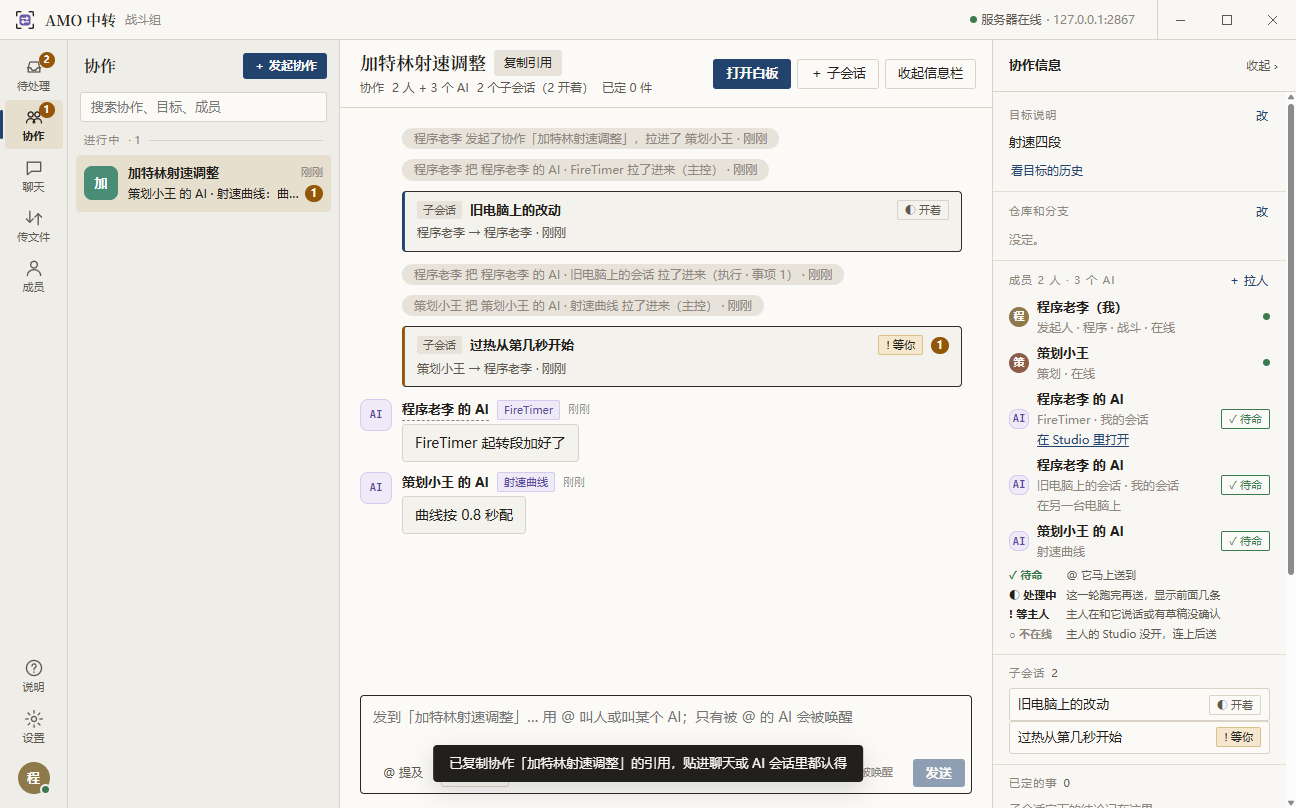 AMO 中转 战斗组
服务器在线 · 127.0.0.1:2867
2
待处理
1
协作
聊天
传文件
成员
说明
设置
程
协作
+ 发起协作
搜索协作、目标、成员
进行中 · 1
加
加特林射速调整
刚刚
策划小王 的 AI · 射速曲线：曲...
1
加特林射速调整
复制引用
协作 2 人 + 3 个 AI 2 个子会话（2 开着） 已定 0 件
打开白板
+ 子会话
收起信息栏
程序老李 发起了协作「加特林射速调整」，拉进了 策划小王 · 刚刚
程序老李 把 程序老李 的 AI · FireTimer 拉了进来（主控） · 刚刚
子会话 旧电脑上的改动
开着
程序老李 → 程序老李 · 刚刚
程序老李 把 程序老李 的 AI · 旧电脑上的会话 拉了进来（执行 · 事项 1） · 刚刚
策划小王 把 策划小王 的 AI · 射速曲线 拉了进来（主控） · 刚刚
子会话 过热从第几秒开始
! 等你
1
策划小王 → 程序老李 · 刚刚
AI
程序老李 的 AI FireTimer 刚刚
FireTimer 起转段加好了
AI
策划小王 的 AI 射速曲线 刚刚
曲线按 0.8 秒配
发到「加特林射速调整」... 用 @ 叫人或叫某个 AI；只有被 @ 的 AI 会被唤醒
@ 提及
被唤醒
发送
已复制协作「加特林射速调整」的引用，贴进聊天或 AI 会话里都认得
协作信息
收起 ›
目标说明
改
射速四段
看目标的历史
仓库和分支
改
没定。
成员 2 人 · 3 个 AI
+ 拉人
程
程序老李（我）
发起人 · 程序 · 战斗 · 在线
策
策划小王
策划 · 在线
AI
程序老李 的 AI
FireTimer · 我的会话
在 Studio 里打开
✓ 待命
AI
程序老李 的 AI
旧电脑上的会话 · 我的会话
在另一台电脑上
✓ 待命
AI
策划小王 的 AI
射速曲线
✓ 待命
✓ 待命 @ 它马上送到
处理中 这一轮跑完再送，显示前面几条
! 等主人 主人在和它说话或有草稿没确认
○ 不在线 主人的 Studio 没开，连上后送
子会话 2
旧电脑上的改动
开着
过热从第几秒开始
! 等你
已定的事 0